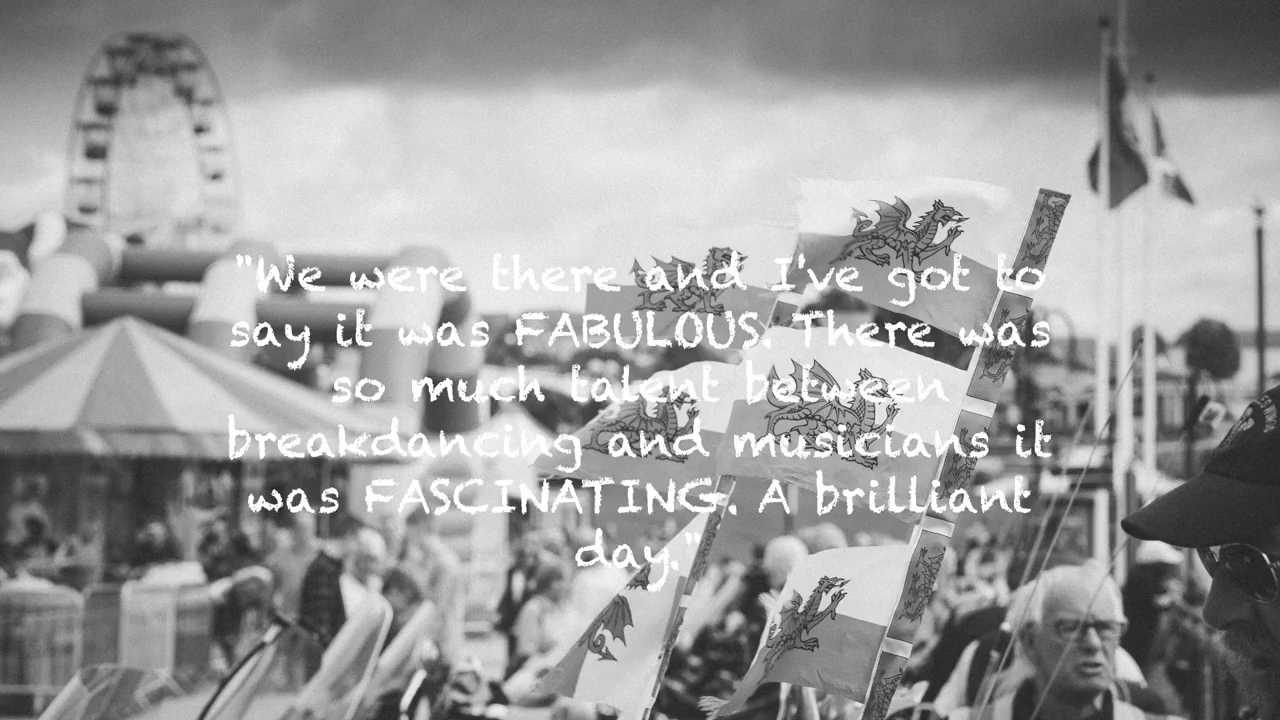 "We were there and I've got to
say it was FABULOUS. There was
so much talent between
breakdancing and musicians it
was FASCINATING. A brilliant
day."